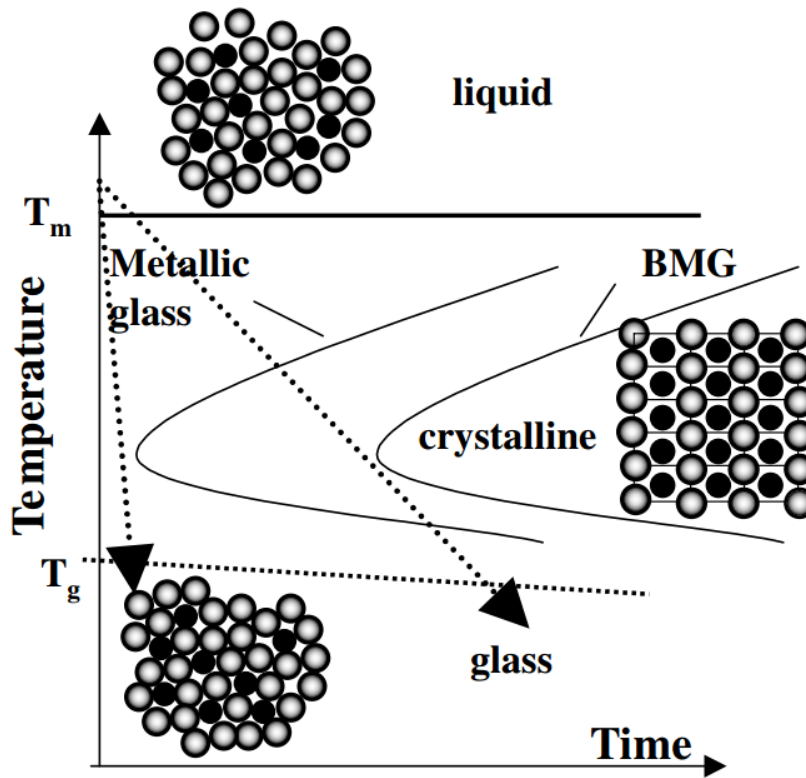 liquid
Tm
Metallic
glass
BMG
Temperature
crystalline
Tg
glass
Time